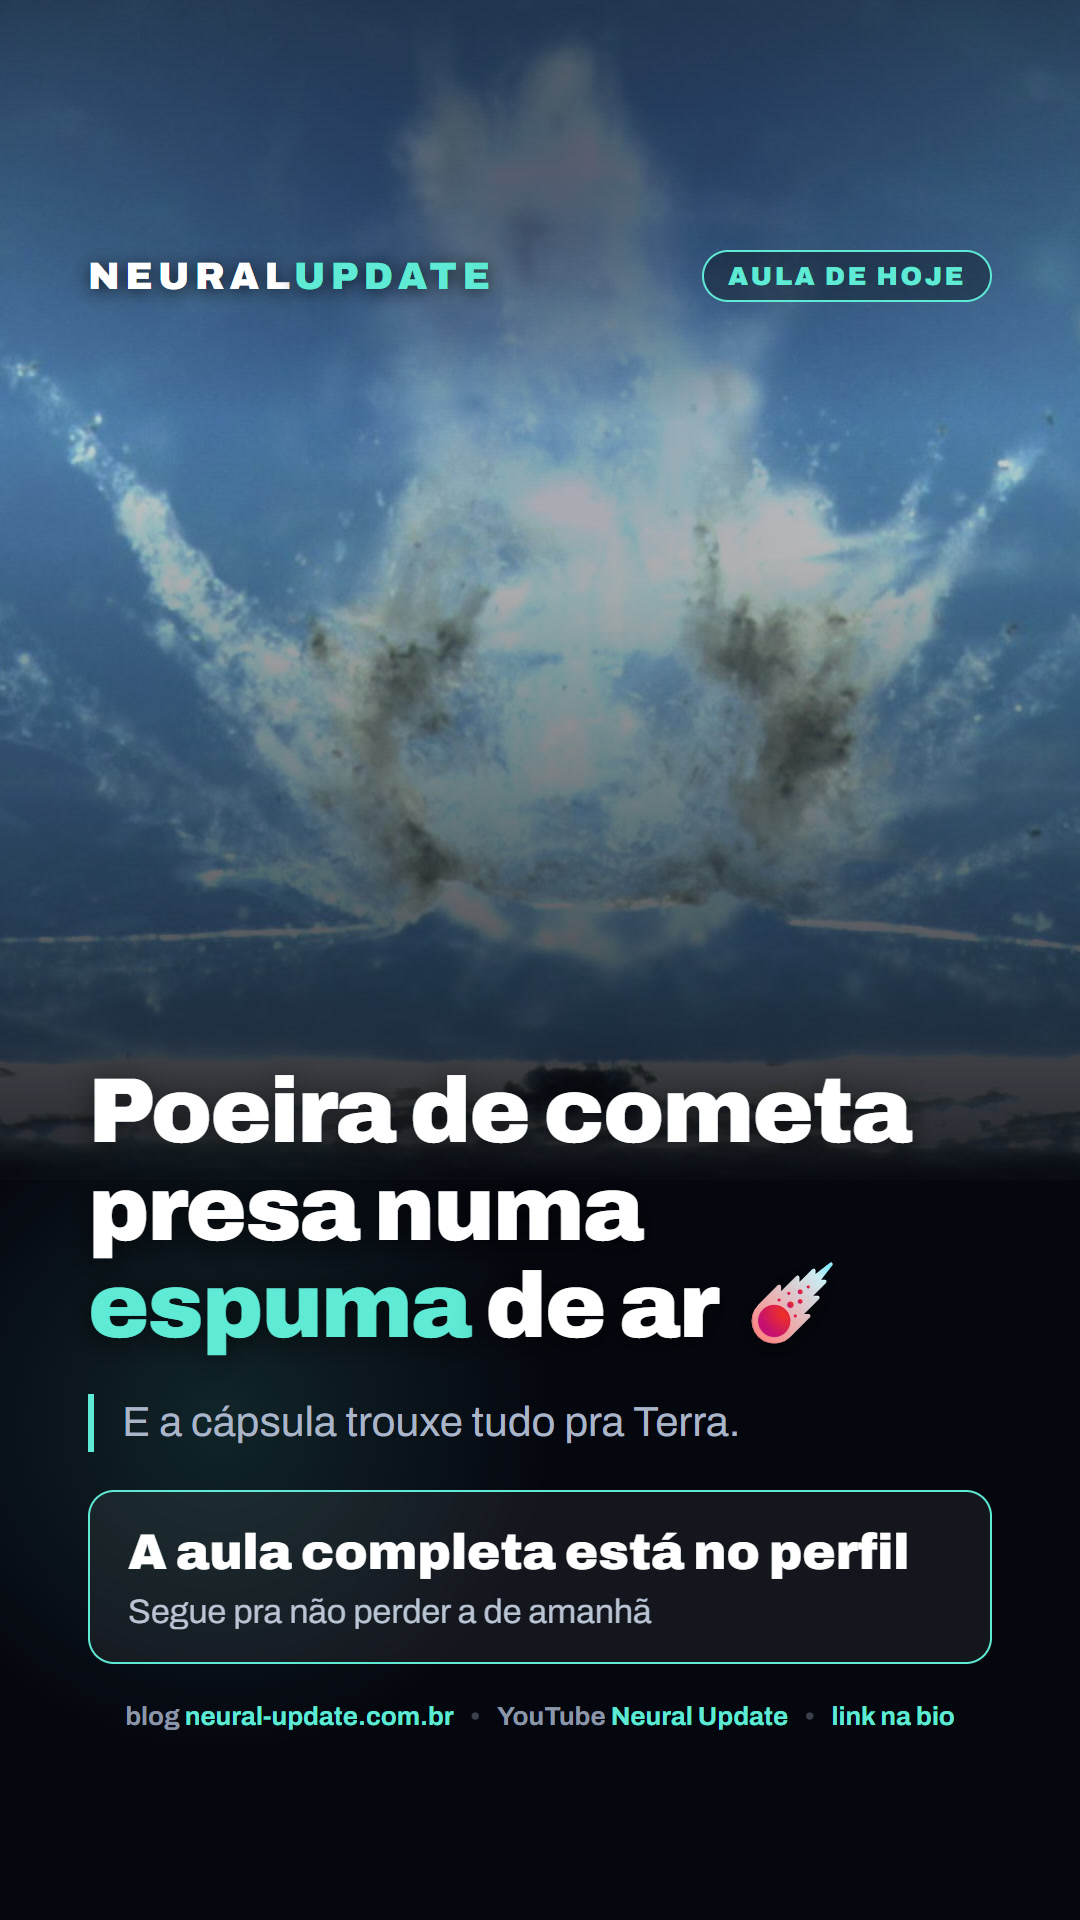 NEURALUPDATE
AULA DE HOJE
Poeira de cometa
presa numa
espuma de ar ☄️
E a cápsula trouxe tudo pra Terra.
A aula completa está no perfil
Segue pra não perder a de amanhã
blog neural-update.com.br • YouTube Neural Update • link na bio